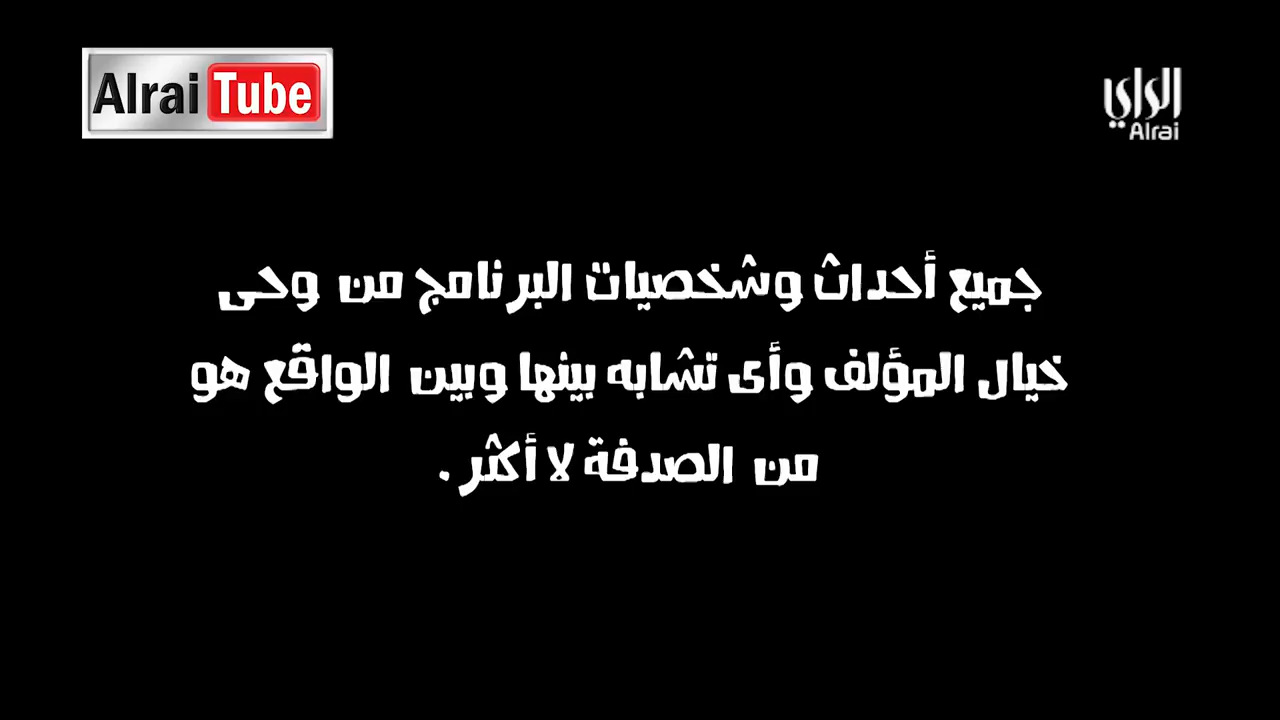 Alrai Tube
الراي
Alrai
جميع أحداث وشخصيات البرنامج من وحى
خيال المؤلف وأى تشابه بينها وبين الواقع هو
من الصدفة لا أكثر .